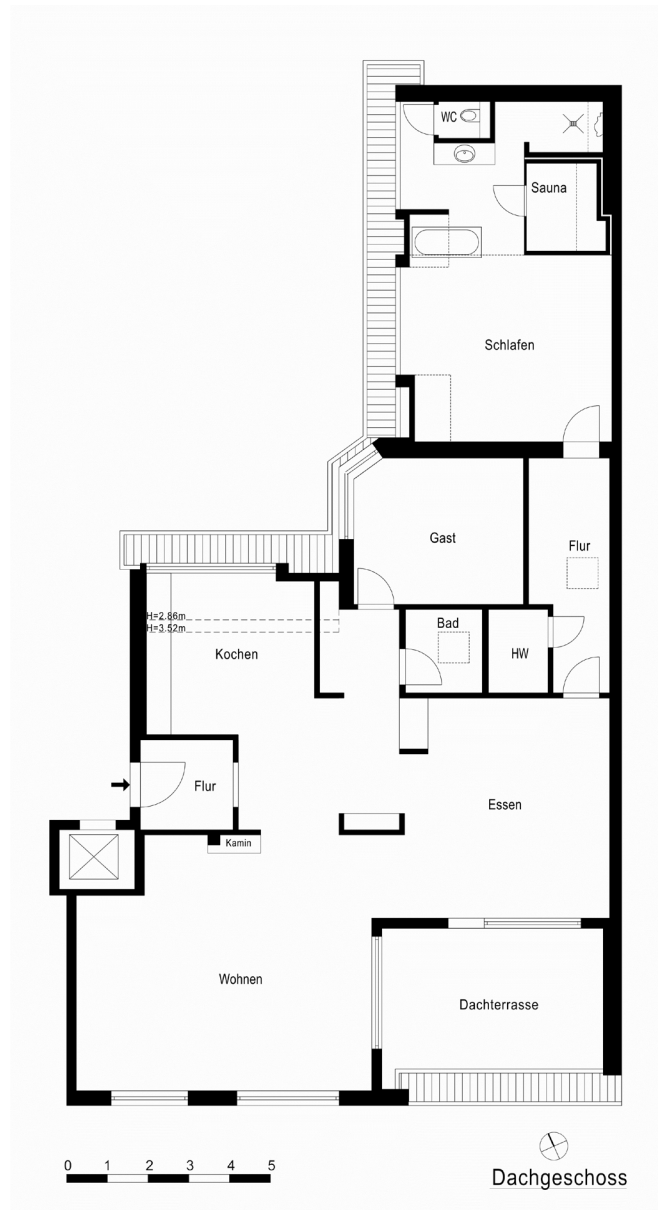 WC
Sauna
Schlafen
Gast
Flur
H=2.86m
H=3.52m
Kochen
Bad
HW
Flur
Essen
Kamin
Wohnen
Dachterrasse
0 1 2 3 4 5
Dachgeschoss